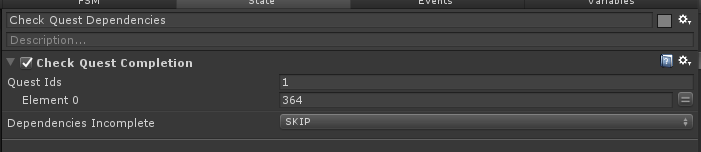 FSM State Events Variables
Check Quest Dependencies
Description...
Check Quest Completion
Quest Ids 1
Element 0 364
Dependencies Incomplete SKIP